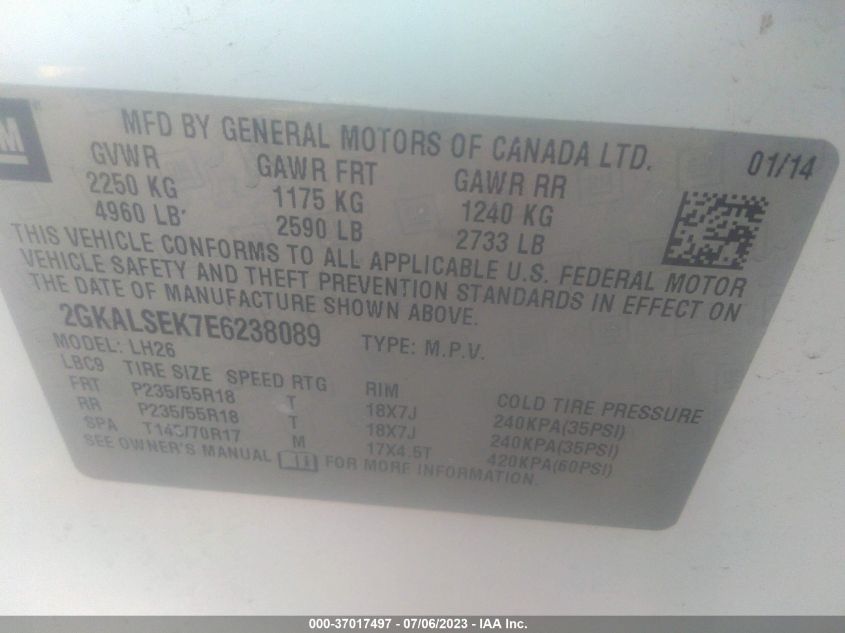 M ®
MFD BY GENERAL MOTORS OF CANADA LTD. 01/14
GVWR GAWR FRT GAWR RR
2250 KG 1175 KG 1240 KG
4960 LB 2590 LB 2733 LB
THIS VEHICLE CONFORMS TO ALL APPLICABLE U.S. FEDERAL MOTOR
VEHICLE SAFETY AND THEFT PREVENTION STANDARDS IN EFFECT ON
THE DATE OF MANUFACTURE SHOWN ABOVE.
2GKALSEK7E6238089 TYPE: M.P.V.
MODEL: LH26
LBC9 TIRE SIZE SPEED RTG RIM COLD TIRE PRESSURE
FRT P235/55R18 T 18X7J 240KPA(35PSI)
RR P235/55R18 T 18X7J 240KPA(35PSI)
SPA T145/70R17 M 17X4.5T 420KPA(60PSI)
SEE OWNER'S MANUAL FOR MORE INFORMATION.
000-37017497 - 07/06/2023 - IAA Inc.